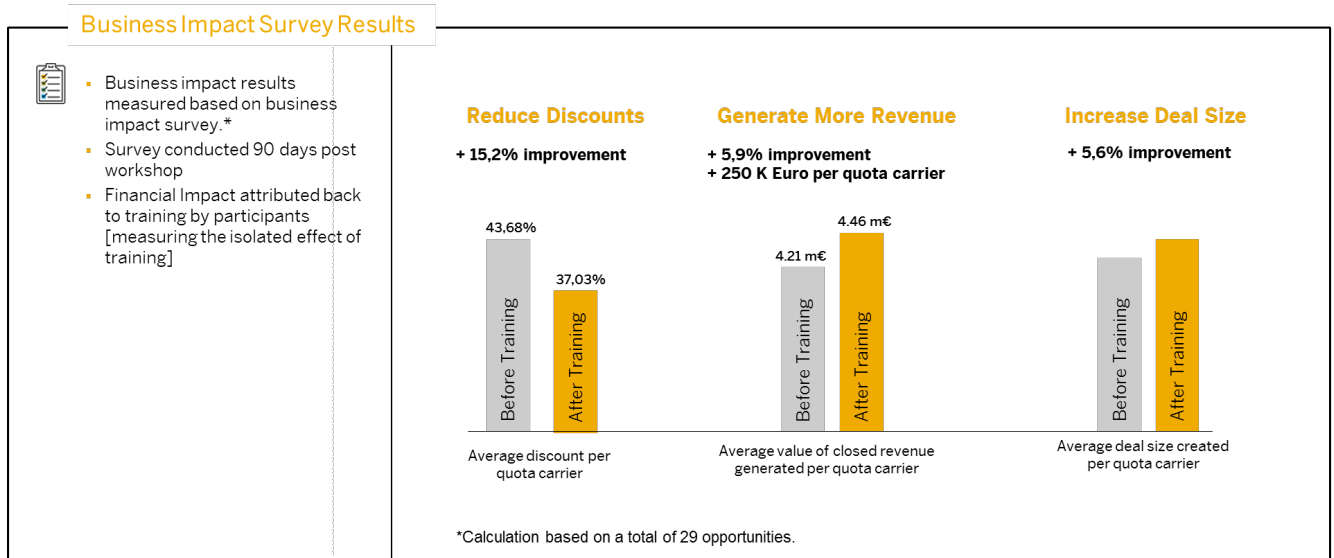 Business Impact Survey Results
Business impact results
measured based on business
impact survey.*
Survey conducted 90 days post
workshop
Financial Impact attributed back
to training by participants
[measuring the isolated effect of
training]
Reduce Discounts
+ 15,2% improvement
43,68%
37,03%
Before Training
After Training
Average discount per
quota carrier
Generate More Revenue
+ 5,9% improvement
+ 250 K Euro per quota carrier
4.21 m€
4.46 m€
Before Training
After Training
Average value of closed revenue
generated per quota carrier
Increase Deal Size
+ 5,6% improvement
Before Training
After Training
Average deal size created
per quota carrier
*Calculation based on a total of 29 opportunities.